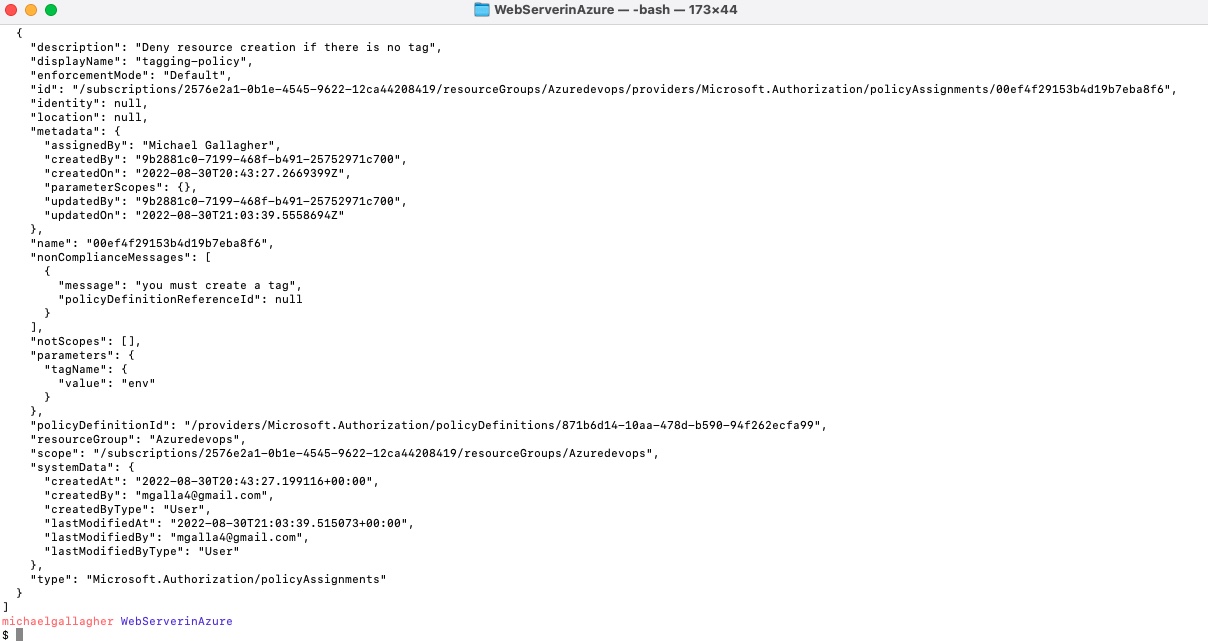 WebServerinAzure — -bash — 173×44
{
"description": "Deny resource creation if there is no tag",
"displayName": "tagging-policy",
"enforcementMode": "Default",
"id": "/subscriptions/2576e2a1-0b1e-4545-9622-12ca44208419/resourceGroups/Azuredevops/providers/Microsoft.Authorization/policyAssignments/00ef4f29153b4d19b7eba8f6",
"identity": null,
"location": null,
"metadata": {
"assignedBy": "Michael Gallagher",
"createdBy": "9b2881c0-7199-468f-b491-25752971c700",
"createdOn": "2022-08-30T20:43:27.2669399Z",
"parameterScopes": {},
"updatedBy": "9b2881c0-7199-468f-b491-25752971c700",
"updatedOn": "2022-08-30T21:03:39.5558694Z"
},
"name": "00ef4f29153b4d19b7eba8f6",
"nonComplianceMessages": [
{
"message": "you must create a tag",
"policyDefinitionReferenceId": null
}
],
"notScopes": [],
"parameters": {
"tagName": {
"value": "env"
}
},
"policyDefinitionId": "/providers/Microsoft.Authorization/policyDefinitions/871b6d14-10aa-478d-b590-94f262ecfa99",
"resourceGroup": "Azuredevops",
"scope": "/subscriptions/2576e2a1-0b1e-4545-9622-12ca44208419/resourceGroups/Azuredevops",
"systemData": {
"createdAt": "2022-08-30T20:43:27.199116+00:00",
"createdBy": "mgalla4@gmail.com",
"createdByType": "User",
"lastModifiedAt": "2022-08-30T21:03:39.515073+00:00",
"lastModifiedBy": "mgalla4@gmail.com",
"lastModifiedByType": "User"
},
"type": "Microsoft.Authorization/policyAssignments"
}
]
michaelgallagher WebServerinAzure
$